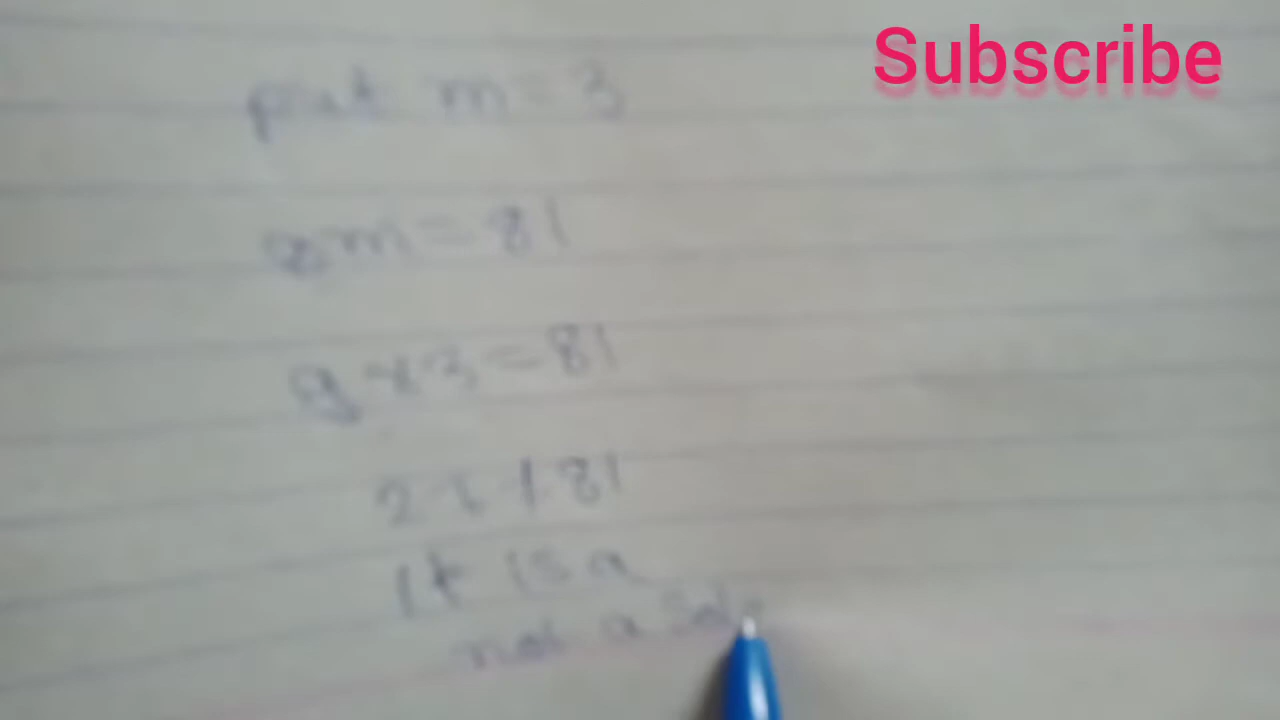 Subscribe
put m = 3
9m = 81
9 x 3 = 81
27 ≠ 81
It is a
not a